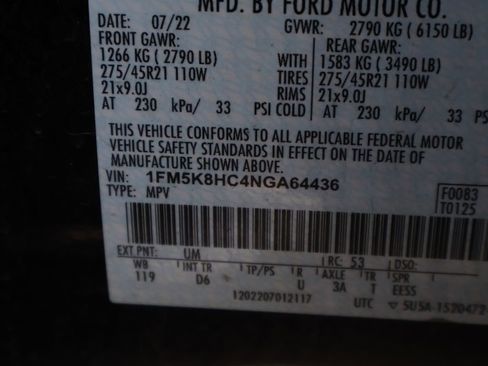 MFD. BY FORD MOTOR CO.
DATE: 07/22 GVWR: 2790 KG (6150 LB)
FRONT GAWR: REAR GAWR:
1266 KG (2790 LB) WITH 1583 KG (3490 LB)
275/45R21 110W TIRES 275/45R21 110W
21x9.0J RIMS 21x9.0J
AT 230 kPa/ 33 PSI COLD AT 230 kPa/ 33
THIS VEHICLE CONFORMS TO ALL APPLICABLE FEDERAL MOTOR
VEHICLE SAFETY STANDARDS IN EFFECT ON THE DATE OF
MANUFACTURE SHOWN ABOVE.
VIN: 1FM5K8HC4NGA64436
TYPE: MPV
F0083
T0125
EXT PNT: UM RC: 53 DSO:
WB INT TR TP/PS R AXLE TR SPR
119 D6 U 3A T EESS
1202207012117
UTC ▽ 5U5A-1520472-